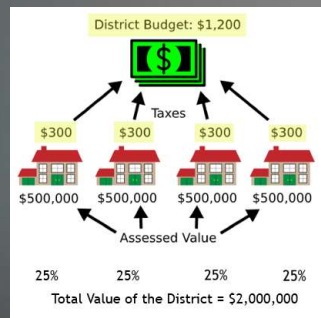 District Budget: $1,200
$
Taxes
$300 $300 $300 $300
$500,000 $500,000 $500,000 $500,000
Assessed Value
25% 25% 25% 25%
Total Value of the District = $2,000,000